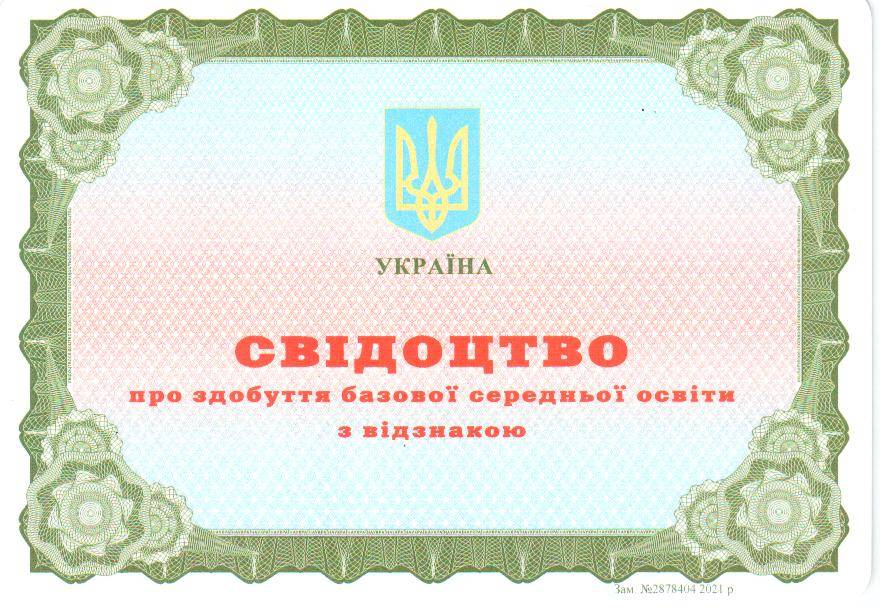 УКРАЇНА
СВІДОЦТВО
про здобуття базової середньої освіти
з відзнакою
Зам №2878404 2021 р